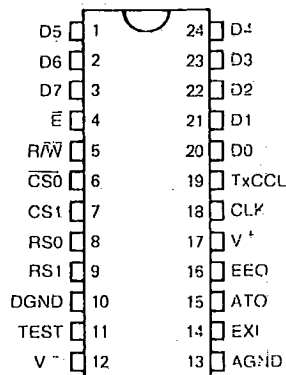 D5 1 24 D4
D6 2 23 D3
D7 3 22 D2
E̅ 4 21 D1
R/W̅ 5 20 D0
C̅S̅0̅ 6 19 TxCCL
CS1 7 18 CLK
RS0 8 17 V+
RS1 9 16 EEO
DGND 10 15 ATO
TEST 11 14 EXI
V− 12 13 AGND